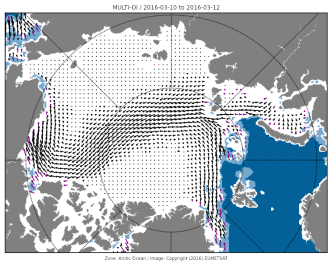 MULTI-OI / 2016-03-10 to 2016-03-12
Zone: Arctic Ocean / Image: Copyright (2016) EUMETSAT